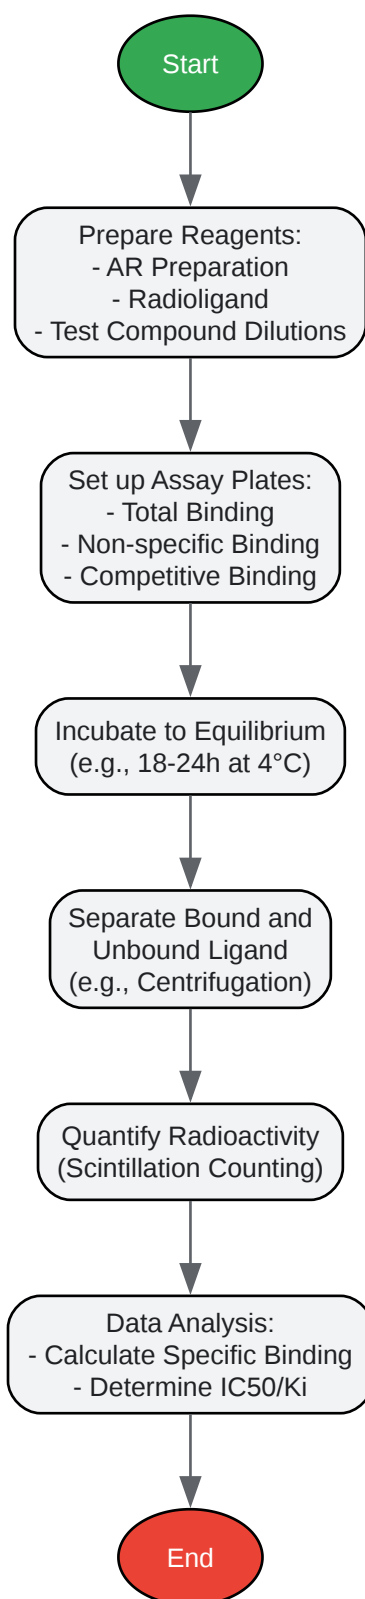 Start
Prepare Reagents:
- AR Preparation
- Radioligand
- Test Compound Dilutions
Set up Assay Plates:
- Total Binding
- Non-specific Binding
- Competitive Binding
Incubate to Equilibrium
(e.g., 18-24h at 4°C)
Separate Bound and
Unbound Ligand
(e.g., Centrifugation)
Quantify Radioactivity
(Scintillation Counting)
Data Analysis:
- Calculate Specific Binding
- Determine IC50/Ki
End